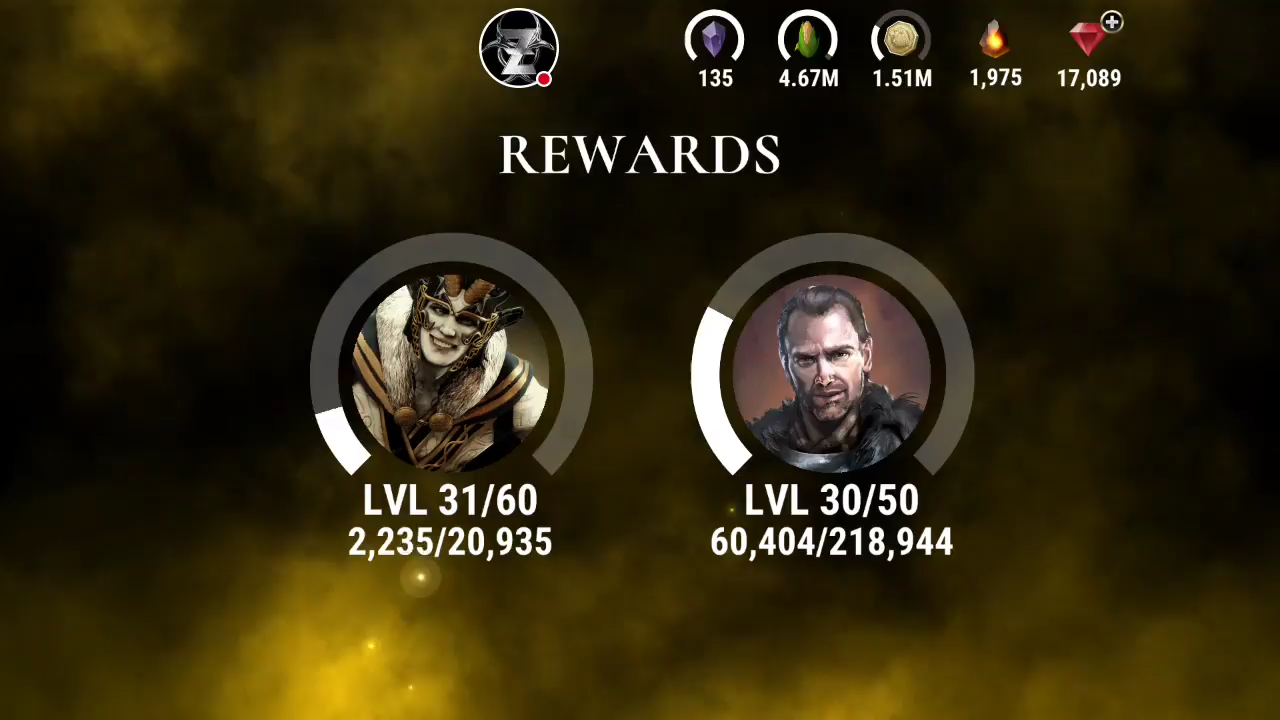 135 4.67M 1.51M 1,975 17,089
REWARDS
LVL 31/60
2,235/20,935
LVL 30/50
60,404/218,944